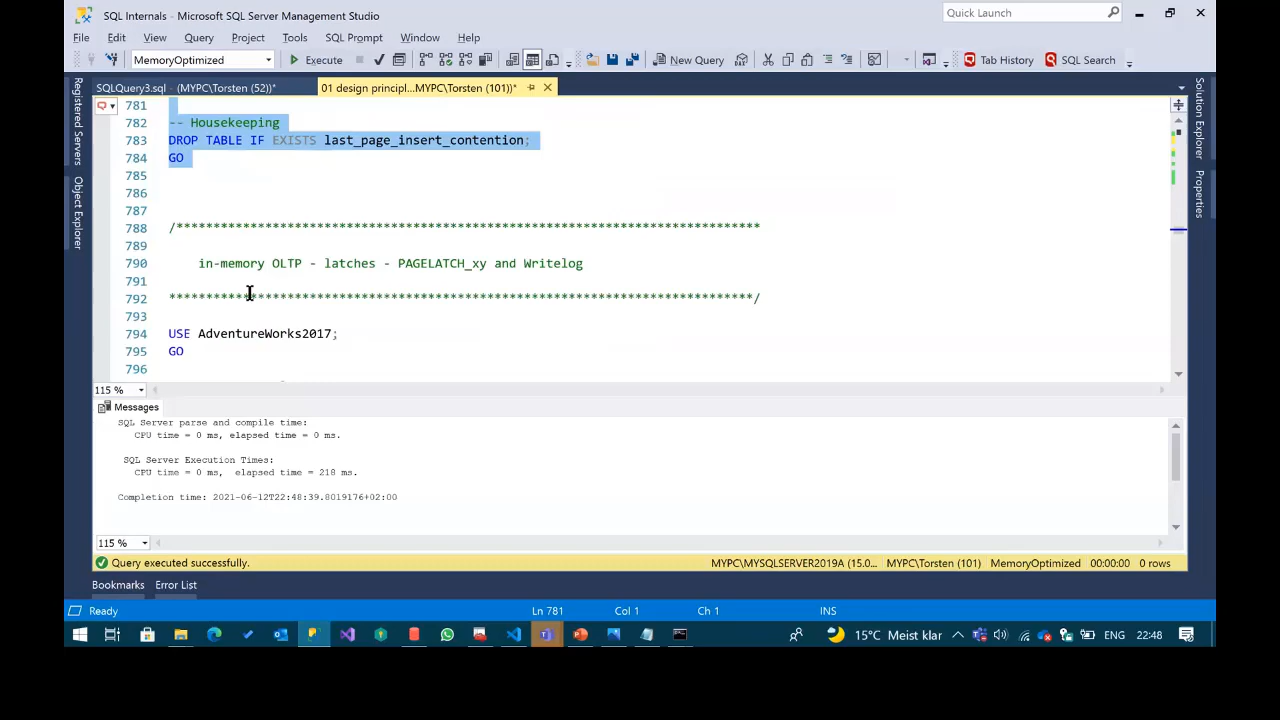 SQL Internals - Microsoft SQL Server Management Studio
Quick Launch
File Edit View Query Project Tools SQL Prompt Window Help
MemoryOptimized Execute New Query Tab History SQL Search
SQLQuery3.sql - (MYPC\Torsten (52))* 01 design principl...MYPC\Torsten (101))*
Registered Servers
Object Explorer
Solution Explorer
Properties
781
782 -- Housekeeping
783 DROP TABLE IF EXISTS last_page_insert_contention;
784 GO
785
786
787
788 /*******************************************************************************
789
790 in-memory OLTP - latches - PAGELATCH_xy and Writelog
791
792 *******************************************************************************/
793
794 USE AdventureWorks2017;
795 GO
796
115 %
Messages
SQL Server parse and compile time:
CPU time = 0 ms, elapsed time = 0 ms.
SQL Server Execution Times:
CPU time = 0 ms, elapsed time = 218 ms.
Completion time: 2021-06-12T22:48:39.8019176+02:00
115 %
Query executed successfully. MYPC\MYSQLSERVER2019A (15.0... MYPC\Torsten (101) MemoryOptimized 00:00:00 0 rows
Bookmarks Error List
Ready Ln 781 Col 1 Ch 1 INS
15°C Meist klar ENG 22:48